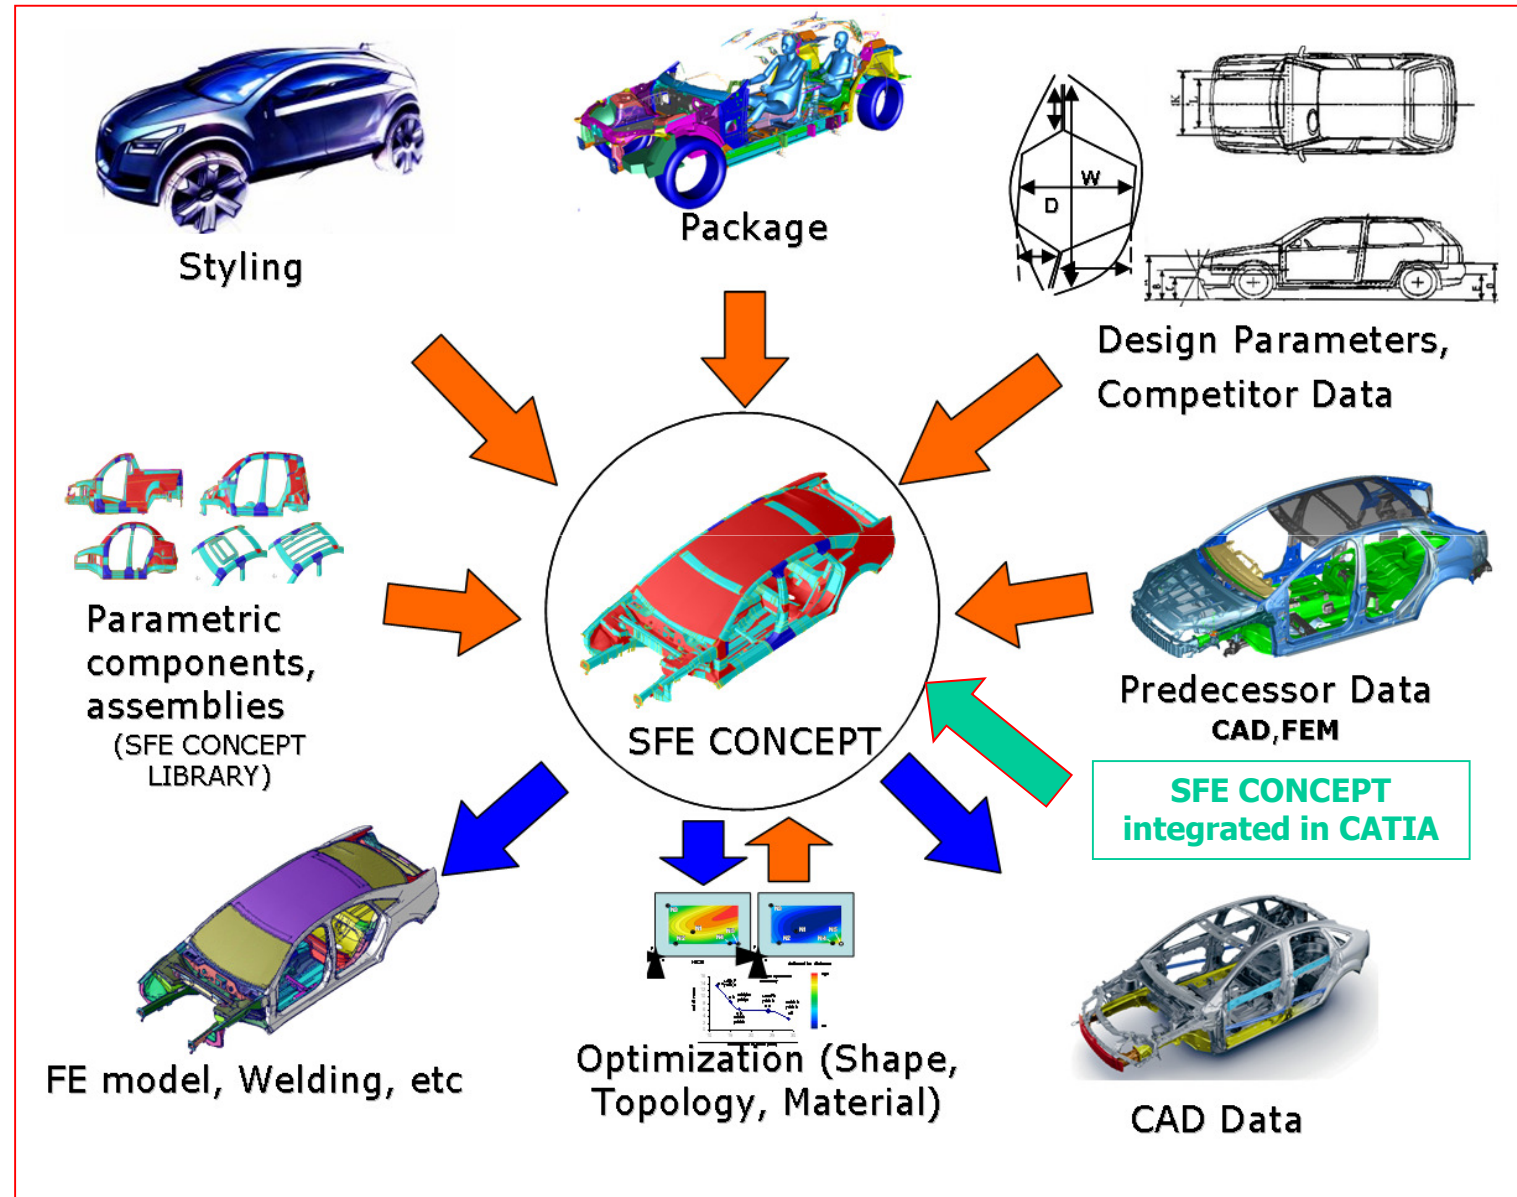 Styling
Package
W
D
Design Parameters,
Competitor Data
Parametric
components,
assemblies
(SFE CONCEPT
LIBRARY)
SFE CONCEPT
Predecessor Data
CAD,FEM
SFE CONCEPT
integrated in CATIA
FE model, Welding, etc
Optimization (Shape,
Topology, Material)
CAD Data